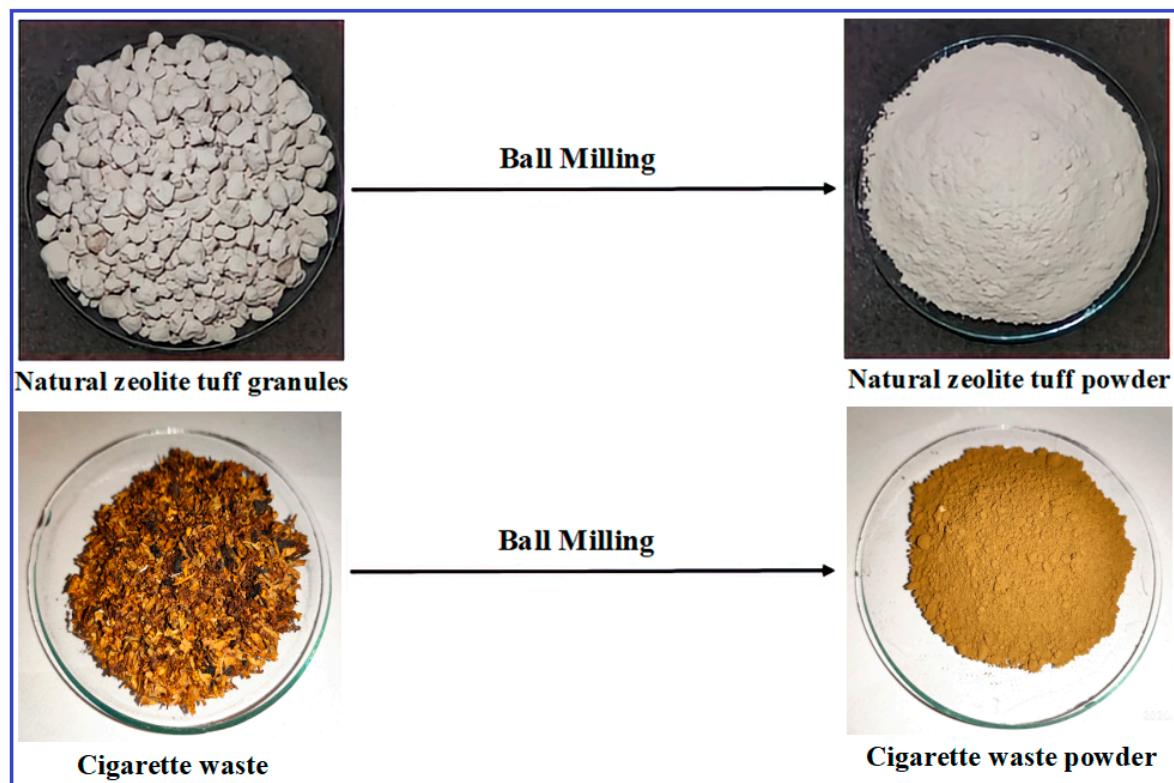 Ball Milling
Natural zeolite tuff granules
Natural zeolite tuff powder
Ball Milling
Cigarette waste
Cigarette waste powder